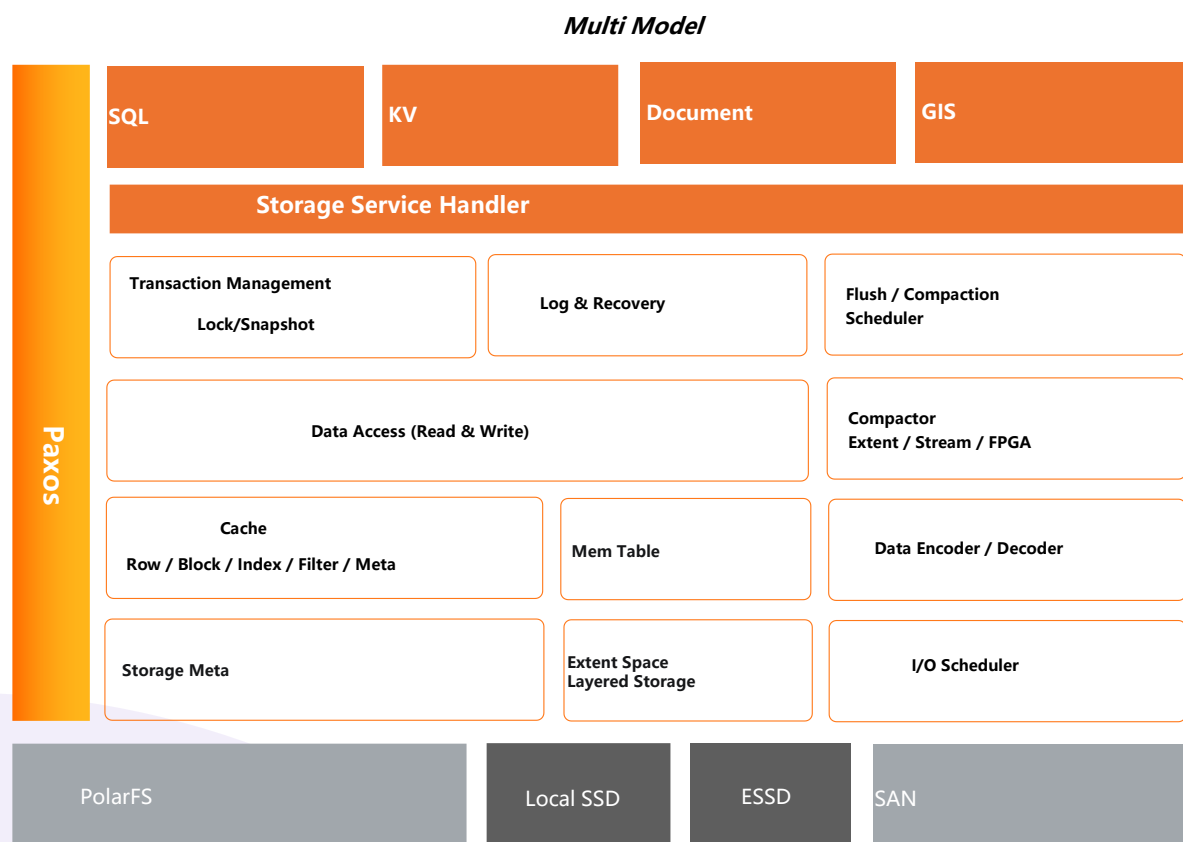 Multi Model
SQL
KV
Document
GIS
Storage Service Handler
Transaction Management
Lock/Snapshot
Log & Recovery
Flush / Compaction
Scheduler
Paxos
Data Access (Read & Write)
Compactor
Extent / Stream / FPGA
Cache
Row / Block / Index / Filter / Meta
Mem Table
Data Encoder / Decoder
Storage Meta
Extent Space
Layered Storage
I/O Scheduler
PolarFS
Local SSD
ESSD
SAN